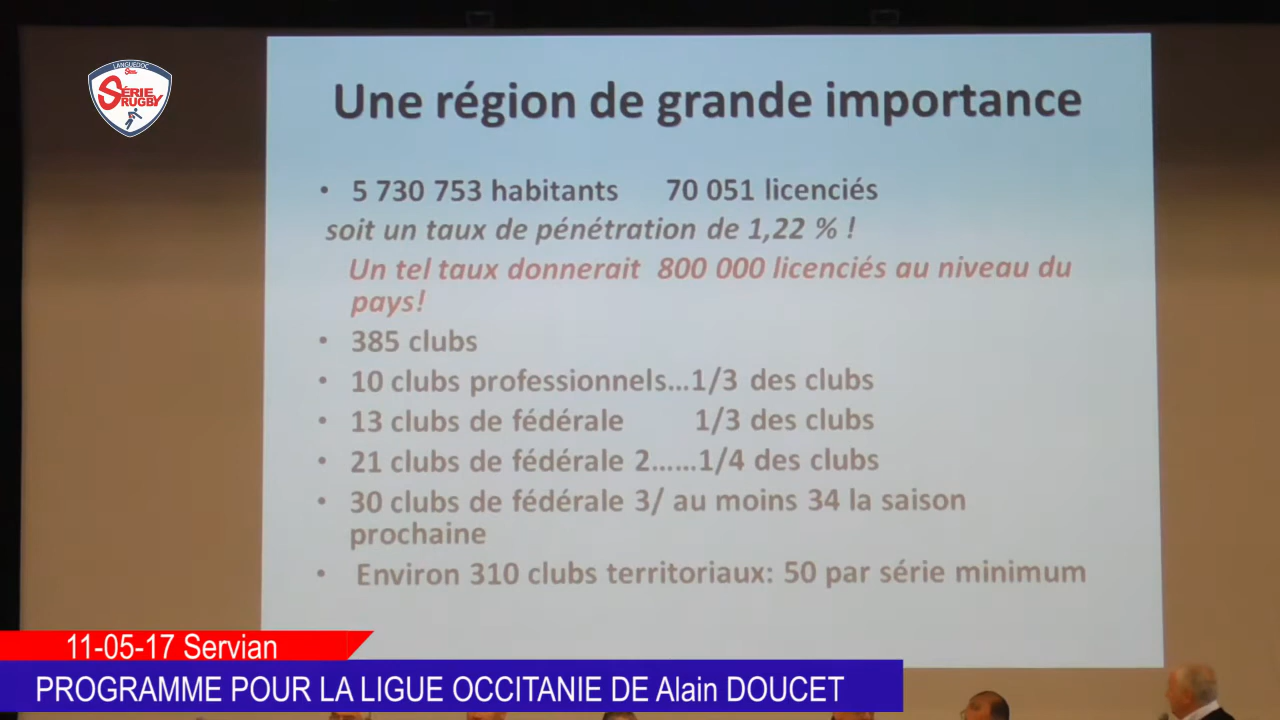 LANGUEDOC
SÉRIE
RUGBY
Une région de grande importance
• 5 730 753 habitants 70 051 licenciés
soit un taux de pénétration de 1,22 % !
Un tel taux donnerait 800 000 licenciés au niveau du
pays!
• 385 clubs
• 10 clubs professionnels...1/3 des clubs
• 13 clubs de fédérale 1/3 des clubs
• 21 clubs de fédérale 2......1/4 des clubs
• 30 clubs de fédérale 3/ au moins 34 la saison
prochaine
• Environ 310 clubs territoriaux: 50 par série minimum
11-05-17 Servian
PROGRAMME POUR LA LIGUE OCCITANIE DE Alain DOUCET